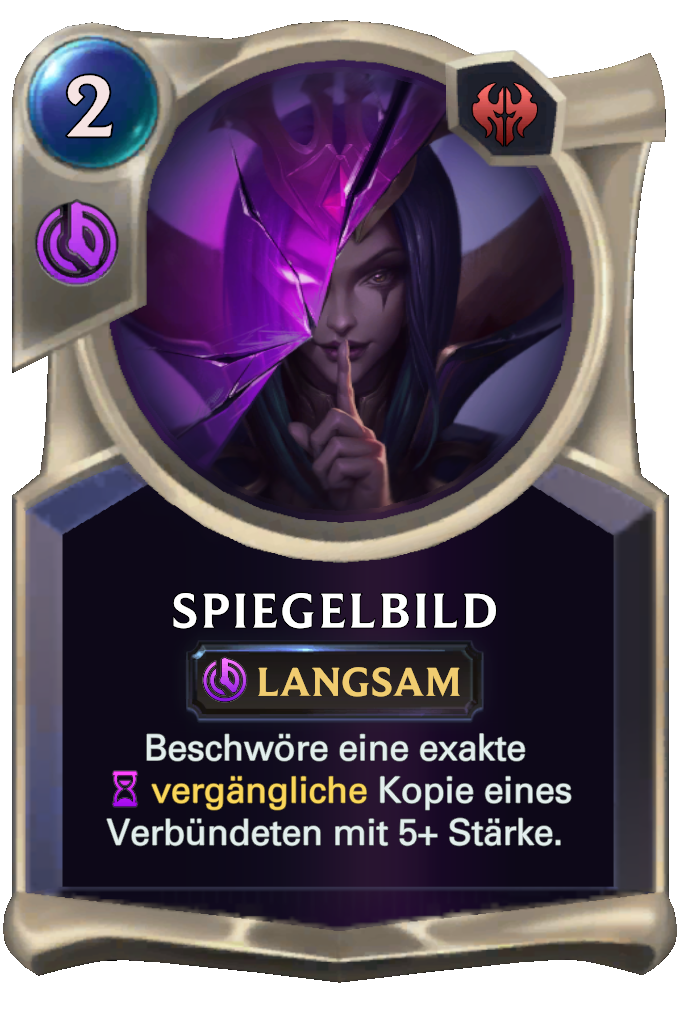 2
SPIEGELBILD
LANGSAM
Beschwöre eine exakte
vergängliche Kopie eines
Verbündeten mit 5+ Stärke.